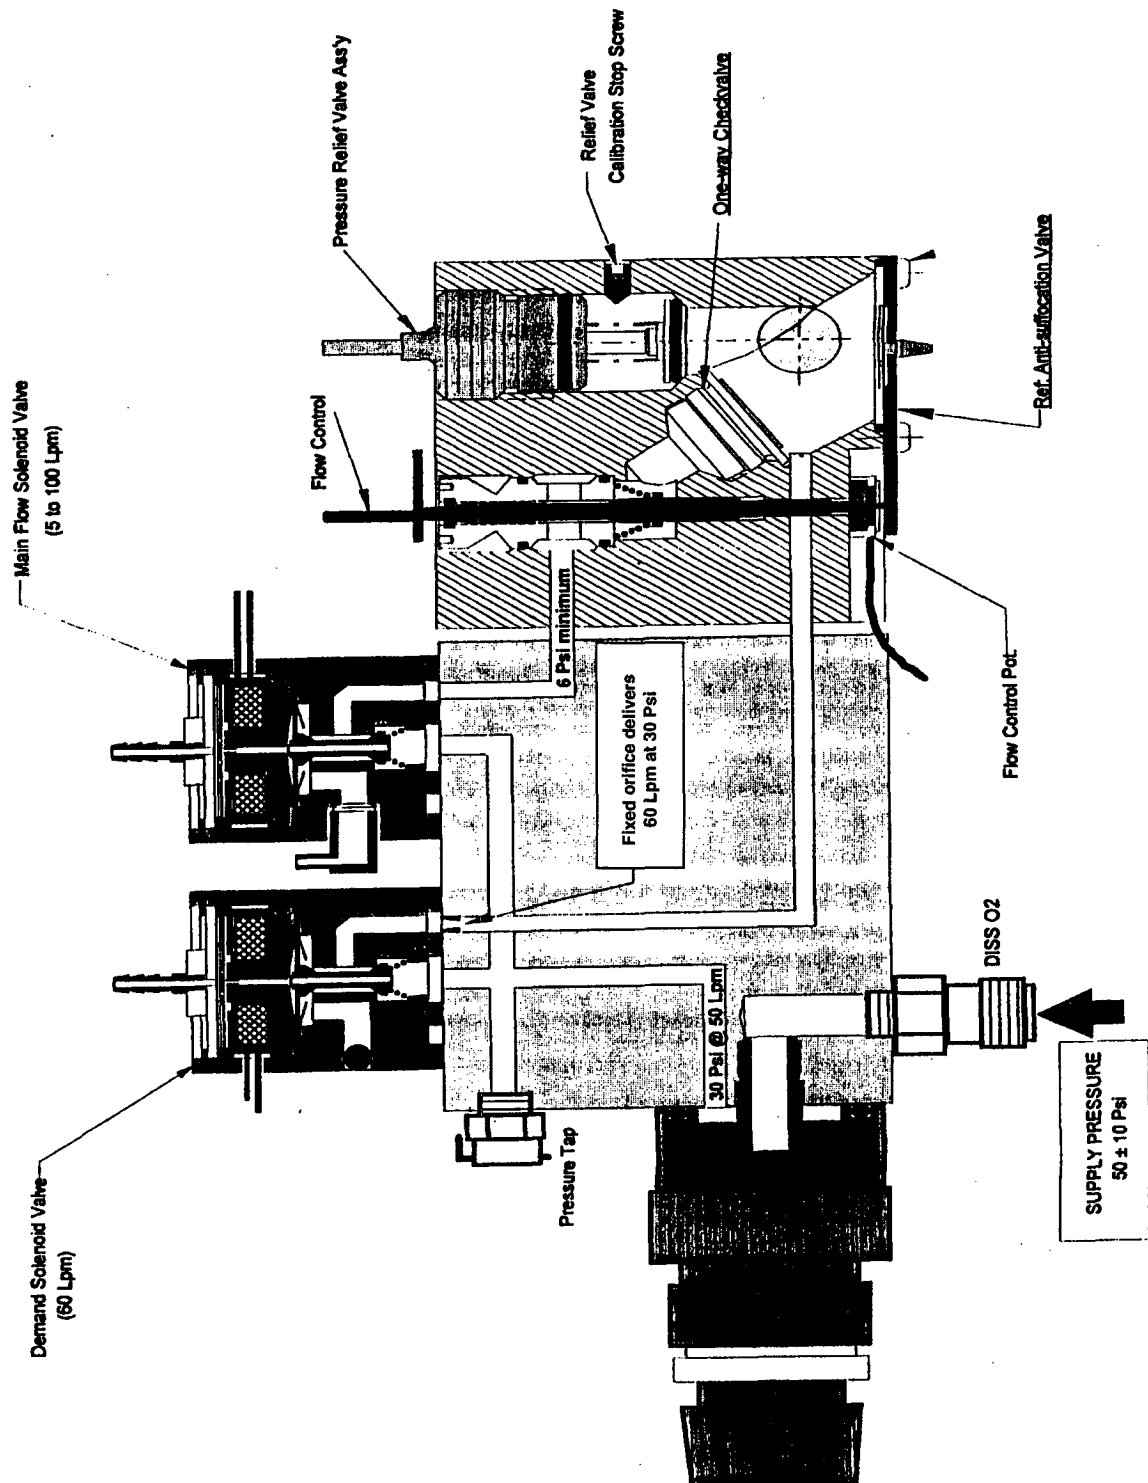 Demand Solenoid Valve
(60 Lpm)
Main Flow Solenoid Valve
(5 to 100 Lpm)
Flow Control
Pressure Relief Valve Ass'y
Relief Valve
Calibration Stop Screw
One-way Checkvalve
6 Psi minimum
Fixed orifice delivers
60 Lpm at 30 Psi
30 Psi @ 50 Lpm
Pressure Tap
Flow Control Pot.
Ref. Anti-suffocation Valve
DISS O2
SUPPLY PRESSURE
50 ± 10 Psi